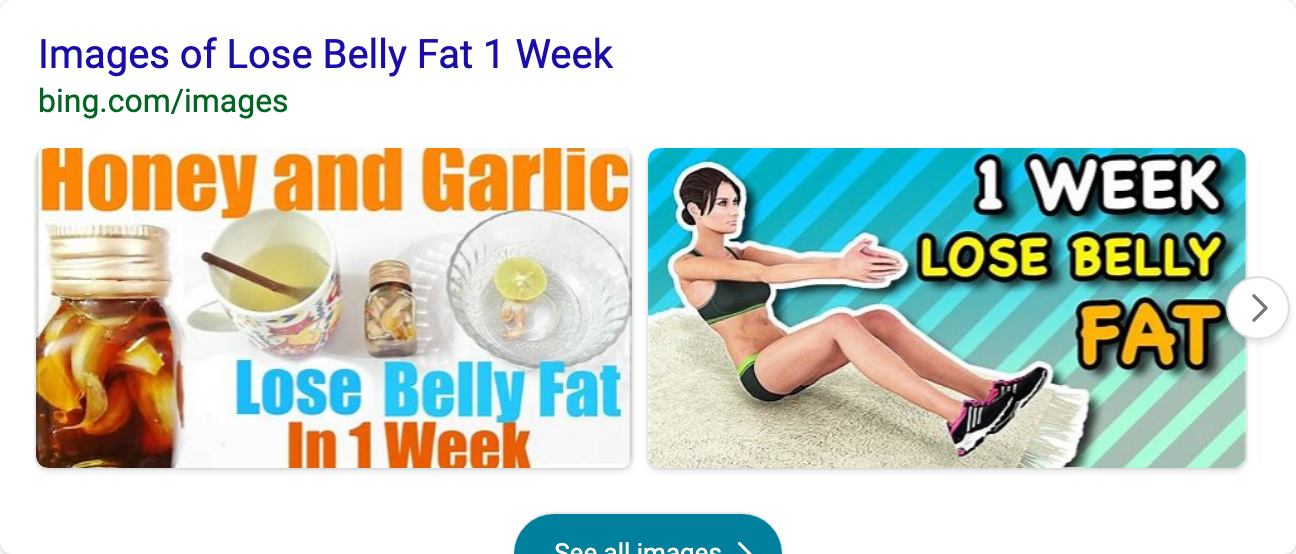 Images of Lose Belly Fat 1 Week
bing.com/images
Honey and Garlic
Lose Belly Fat
In 1 Week
1 WEEK
LOSE BELLY
FAT
See all images